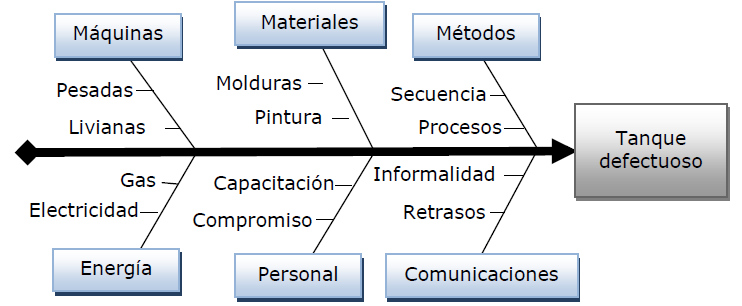 Máquinas
Materiales
Métodos
Pesadas
Livianas
Molduras
Pintura
Secuencia
Procesos
Tanque
defectuoso
Gas
Electricidad
Capacitación
Compromiso
Informalidad
Retrasos
Energía
Personal
Comunicaciones